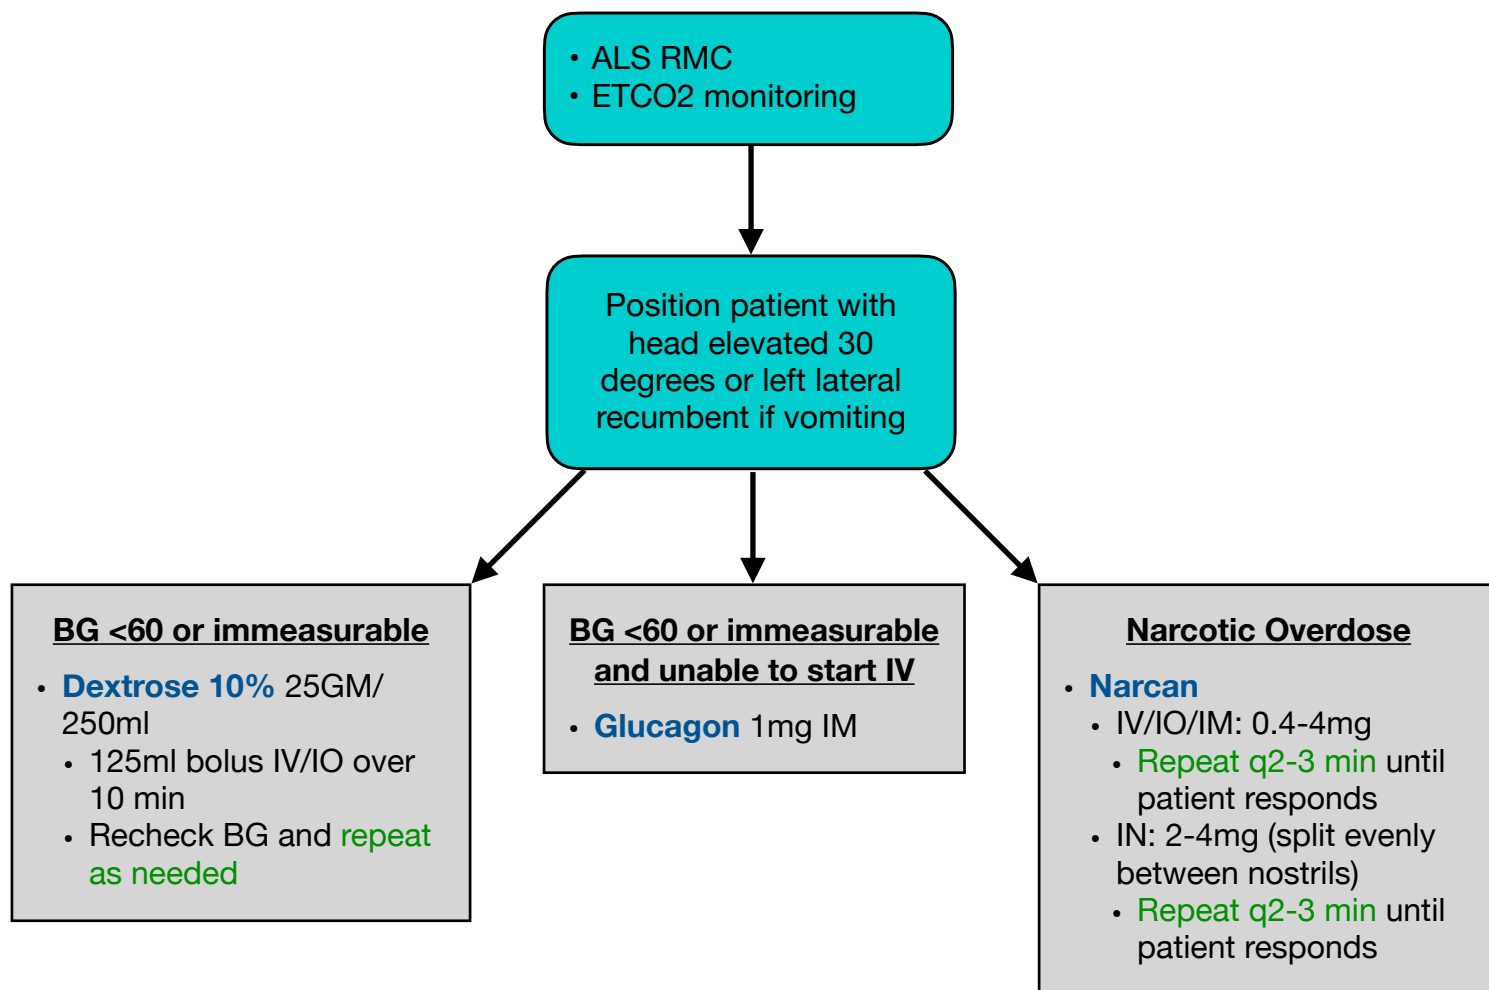 • ALS RMC
• ETCO2 monitoring
Position patient with
head elevated 30
degrees or left lateral
recumbent if vomiting
BG <60 or immeasurable
• Dextrose 10% 25GM/
250ml
• 125ml bolus IV/IO over
10 min
• Recheck BG and repeat
as needed
BG <60 or immeasurable
and unable to start IV
• Glucagon 1mg IM
Narcotic Overdose
• Narcan
• IV/IO/IM: 0.4-4mg
• Repeat q2-3 min until
patient responds
• IN: 2-4mg (split evenly
between nostrils)
• Repeat q2-3 min until
patient responds